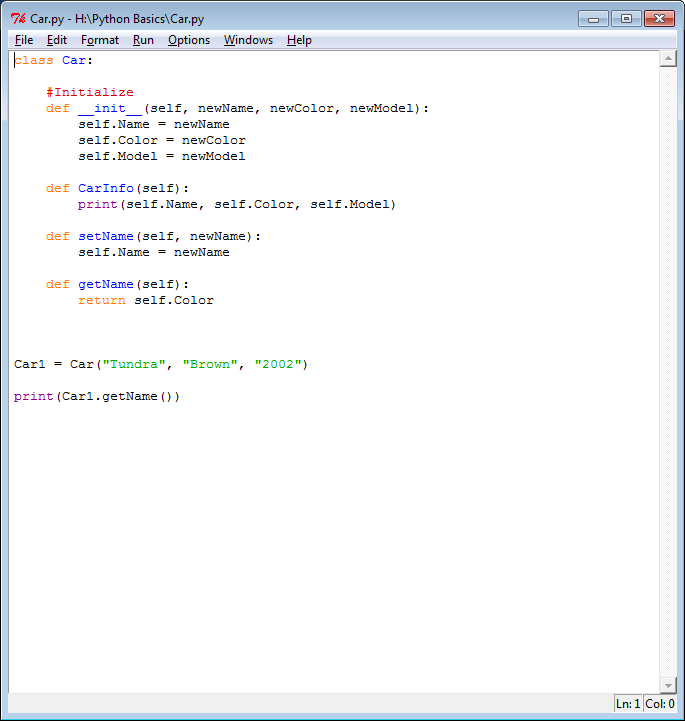 Car.py - H:\Python Basics\Car.py
File Edit Format Run Options Windows Help
class Car:
    #Initialize
    def __init__(self, newName, newColor, newModel):
        self.Name = newName
        self.Color = newColor
        self.Model = newModel
    def CarInfo(self):
        print(self.Name, self.Color, self.Model)
    def setName(self, newName):
        self.Name = newName
    def getName(self):
        return self.Color
Car1 = Car("Tundra", "Brown", "2002")
print(Car1.getName())
Ln: 1 Col: 0